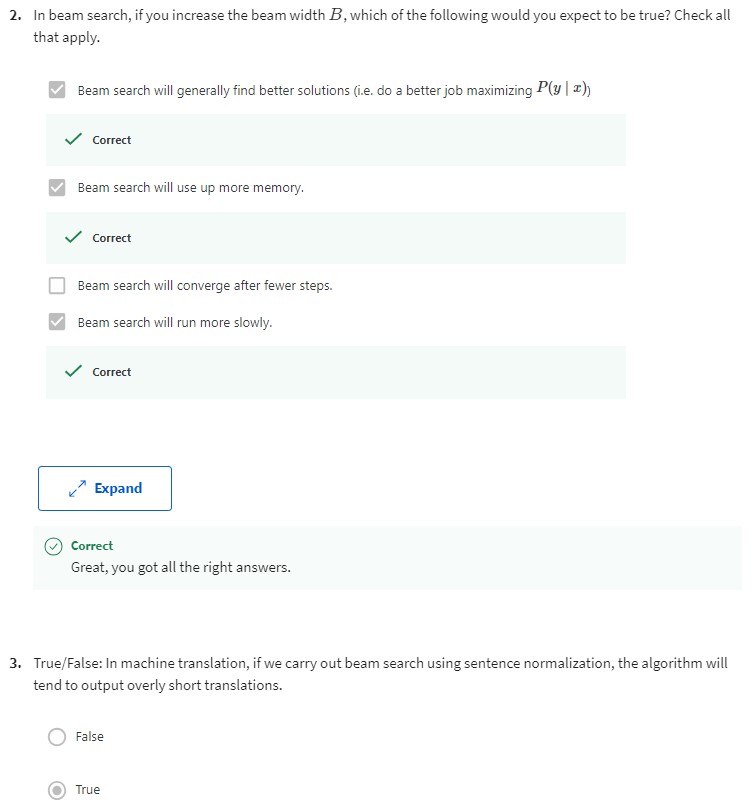 2. In beam search, if you increase the beam width B, which of the following would you expect to be true? Check all
that apply.
Beam search will generally find better solutions (i.e. do a better job maximizing P(y | x))
Correct
Beam search will use up more memory.
Correct
Beam search will converge after fewer steps.
Beam search will run more slowly.
Correct
Expand
Correct
Great, you got all the right answers.
3. True/False: In machine translation, if we carry out beam search using sentence normalization, the algorithm will
tend to output overly short translations.
False
True